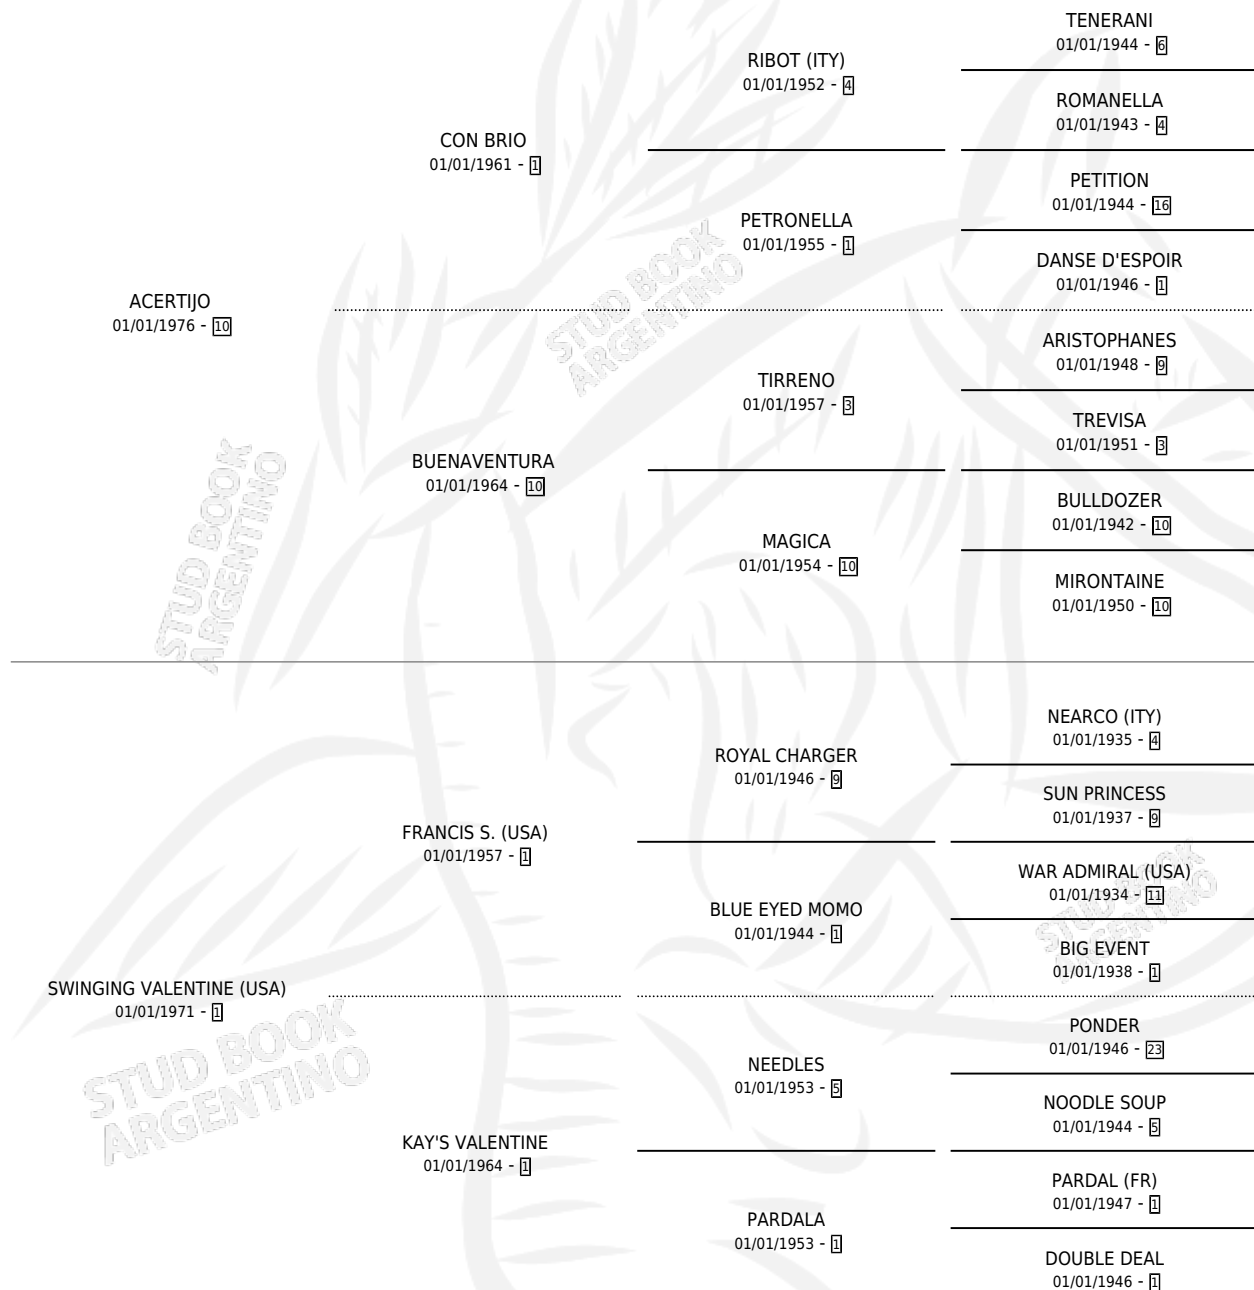 TENERANI
01/01/1944 - 6
RIBOT (ITY)
01/01/1952 - 4
ROMANELLA
01/01/1943 - 4
CON BRIO
01/01/1961 - 1
PETITION
01/01/1944 - 16
PETRONELLA
01/01/1955 - 1
DANSE D'ESPOIR
01/01/1946 - 1
ACERTIJO
01/01/1976 - 10
ARISTOPHANES
01/01/1948 - 9
TIRRENO
01/01/1957 - 3
TREVISA
01/01/1951 - 3
BUENAVENTURA
01/01/1964 - 10
BULLDOZER
01/01/1942 - 10
MAGICA
01/01/1954 - 10
MIRONTAINE
01/01/1950 - 10
NEARCO (ITY)
01/01/1935 - 4
ROYAL CHARGER
01/01/1946 - 9
SUN PRINCESS
01/01/1937 - 9
FRANCIS S. (USA)
01/01/1957 - 1
WAR ADMIRAL (USA)
01/01/1934 - 11
BLUE EYED MOMO
01/01/1944 - 1
BIG EVENT
01/01/1938 - 1
SWINGING VALENTINE (USA)
01/01/1971 - 1
PONDER
01/01/1946 - 23
NEEDLES
01/01/1953 - 5
NOODLE SOUP
01/01/1944 - 5
KAY'S VALENTINE
01/01/1964 - 1
PARDAL (FR)
01/01/1947 - 1
PARDALA
01/01/1953 - 1
DOUBLE DEAL
01/01/1946 - 1
STUD BOOK
ARGENTINO
STUD BOOK
ARGENTINO
STUD BOOK
ARGENTINO
STUD BOOK
ARGENTINO